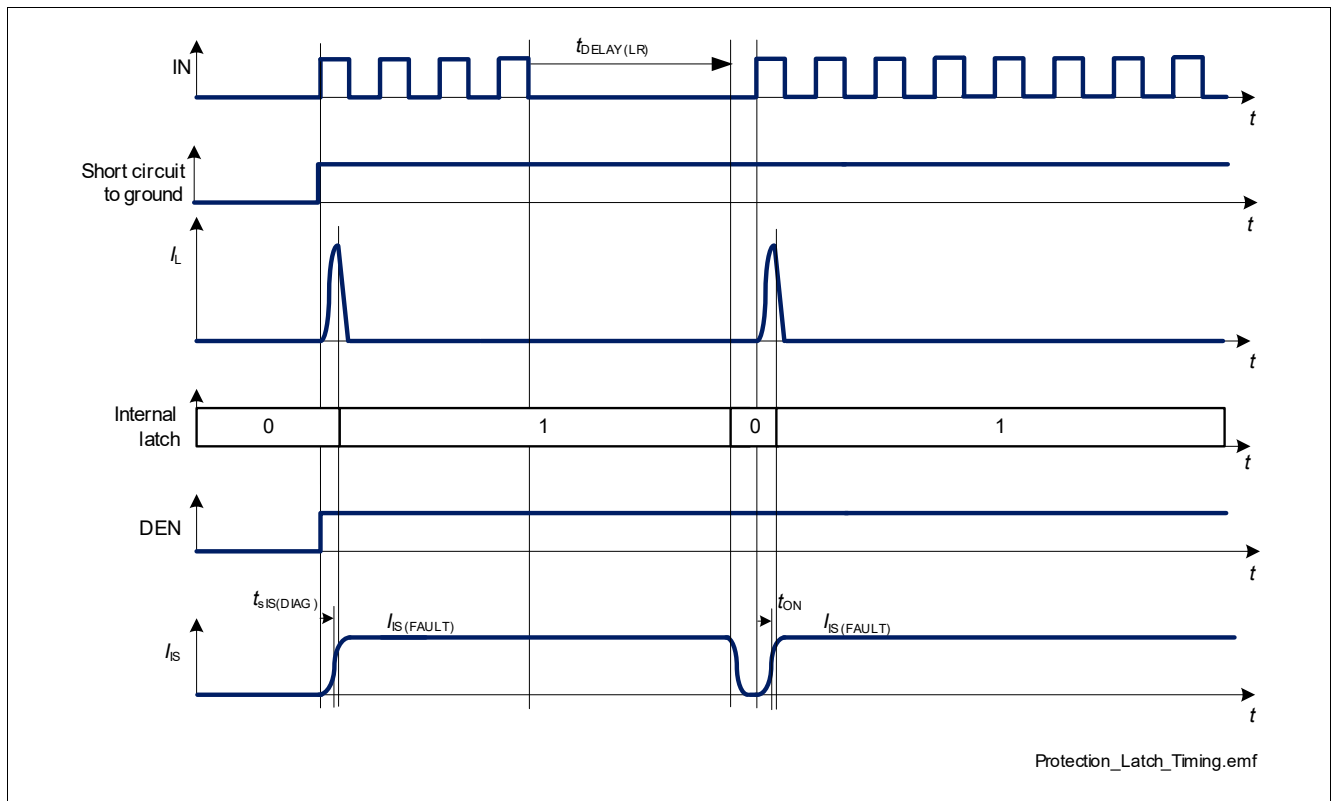 IN
tDELAY(LR)
t
Short circuit
to ground
t
IL
t
Internal
latch
0
1
0
1
t
DEN
t
tsIS(DIAG)
IIS(FAULT)
tON
IIS(FAULT)
IIS
t
Protection_Latch_Timing.emf